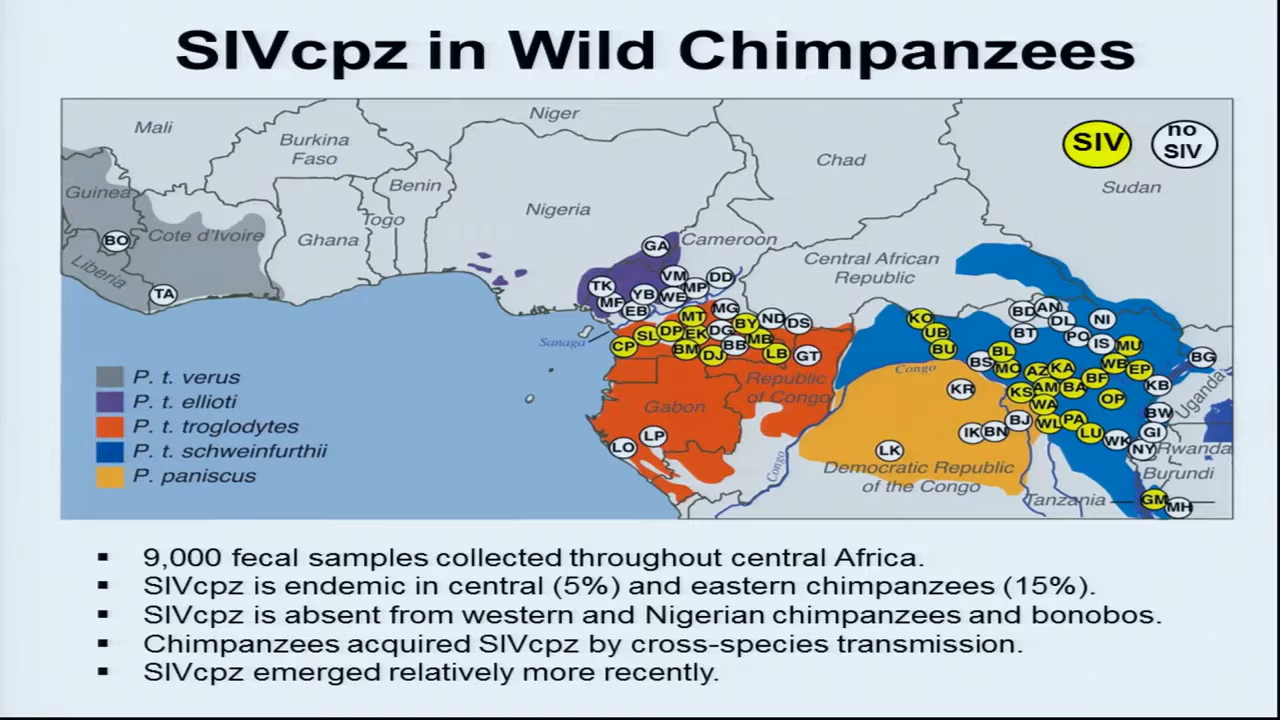 SIVcpz in Wild Chimpanzees
Niger
Mali
Burkina
Faso
Chad
SIV
no
SIV
Sudan
Guinea
Benin
Nigeria
Togo
Ghana
Cote d'Ivoire
BO
Liberia
TA
Cameroon
Central African
Republic
GA
VM
DD
TK
MP
YB
WE
MF
EB
MG
MT
BY
ND
DS
Sanaga
SL
DP
EK
DG
MB
CP
BM
BB
DJ
LB
GT
KO
UB
BU
BD
AN
DL
NI
BT
PO
IS
MU
BG
BS
BL
MO
AZ
KA
WB
EP
BF
KB
KR
KS
AM
BA
OP
WA
BW
Uganda
Congo
IK
BN
BJ
WL
PA
LU
WK
GI
NY
Rwanda
LK
Gabon
Republic
of Congo
LO
LP
Congo
Democratic Republic
of the Congo
Burundi
Tanzania
GM
MH
P. t. verus
P. t. ellioti
P. t. troglodytes
P. t. schweinfurthii
P. paniscus
▪ 9,000 fecal samples collected throughout central Africa.
▪ SIVcpz is endemic in central (5%) and eastern chimpanzees (15%).
▪ SIVcpz is absent from western and Nigerian chimpanzees and bonobos.
▪ Chimpanzees acquired SIVcpz by cross-species transmission.
▪ SIVcpz emerged relatively more recently.